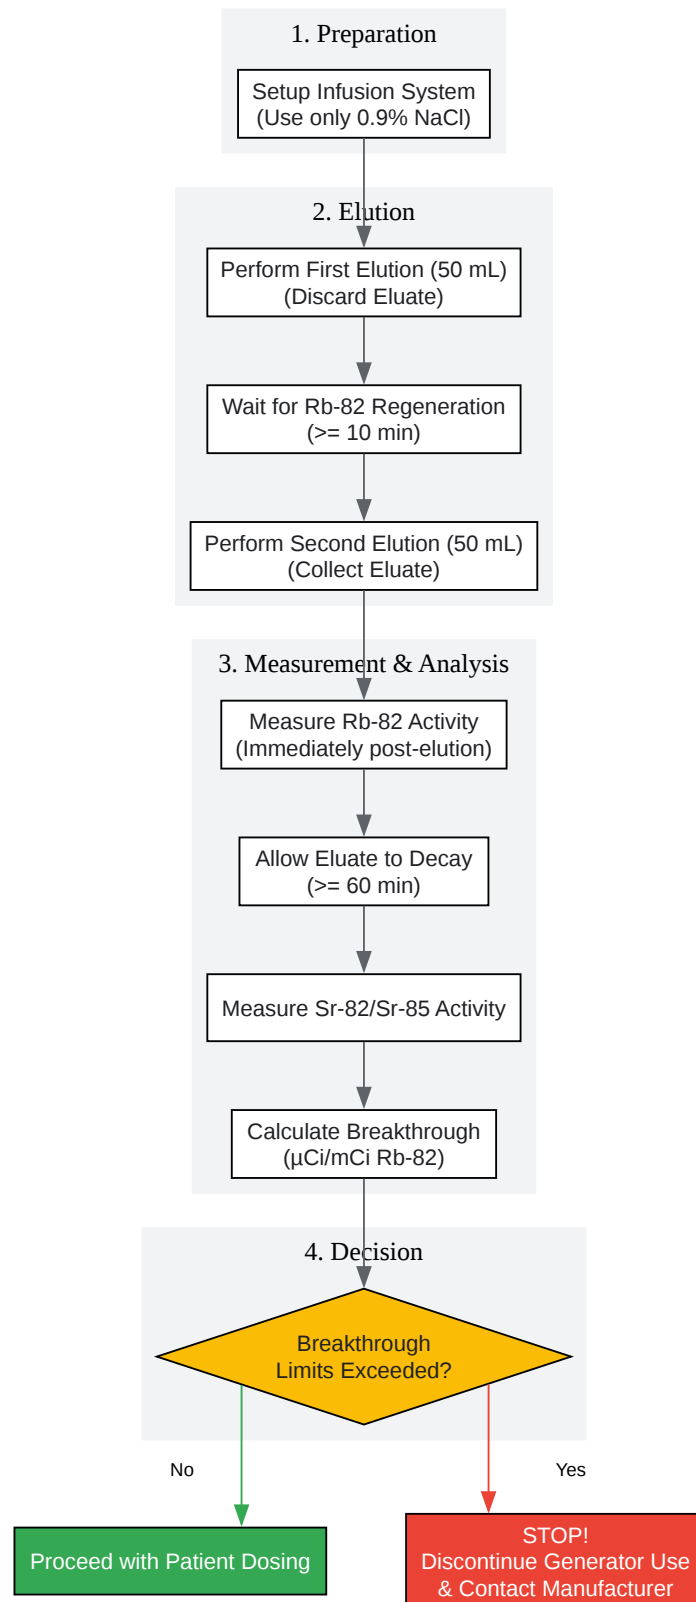 1. Preparation
Setup Infusion System
(Use only 0.9% NaCl)
2. Elution
Perform First Elution (50 mL)
(Discard Eluate)
Wait for Rb-82 Regeneration
(>= 10 min)
Perform Second Elution (50 mL)
(Collect Eluate)
3. Measurement & Analysis
Measure Rb-82 Activity
(Immediately post-elution)
Allow Eluate to Decay
(>= 60 min)
Measure Sr-82/Sr-85 Activity
Calculate Breakthrough
(µCi/mCi Rb-82)
4. Decision
Breakthrough
Limits Exceeded?
No
Yes
Proceed with Patient Dosing
STOP!
Discontinue Generator Use
& Contact Manufacturer